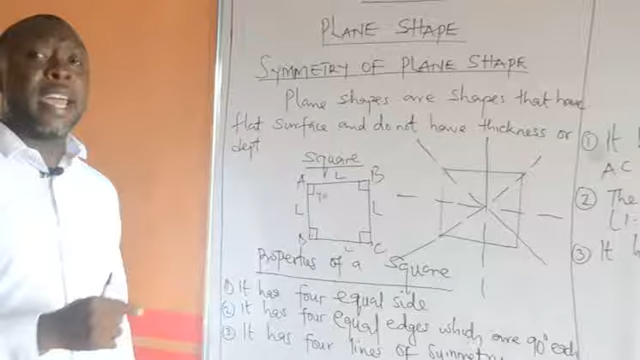 PLANE SHAPE
SYMMETRY OF PLANE SHAPE
Plane shapes are shapes that have
flat surface and do not have thickness or
dept
square
A L B
90
L L
D L C
Properties of a square
① It has four equal side
② It has four equal edges which are 90° each
③ It has four lines of symmetry
① It
AC
② The
③ It